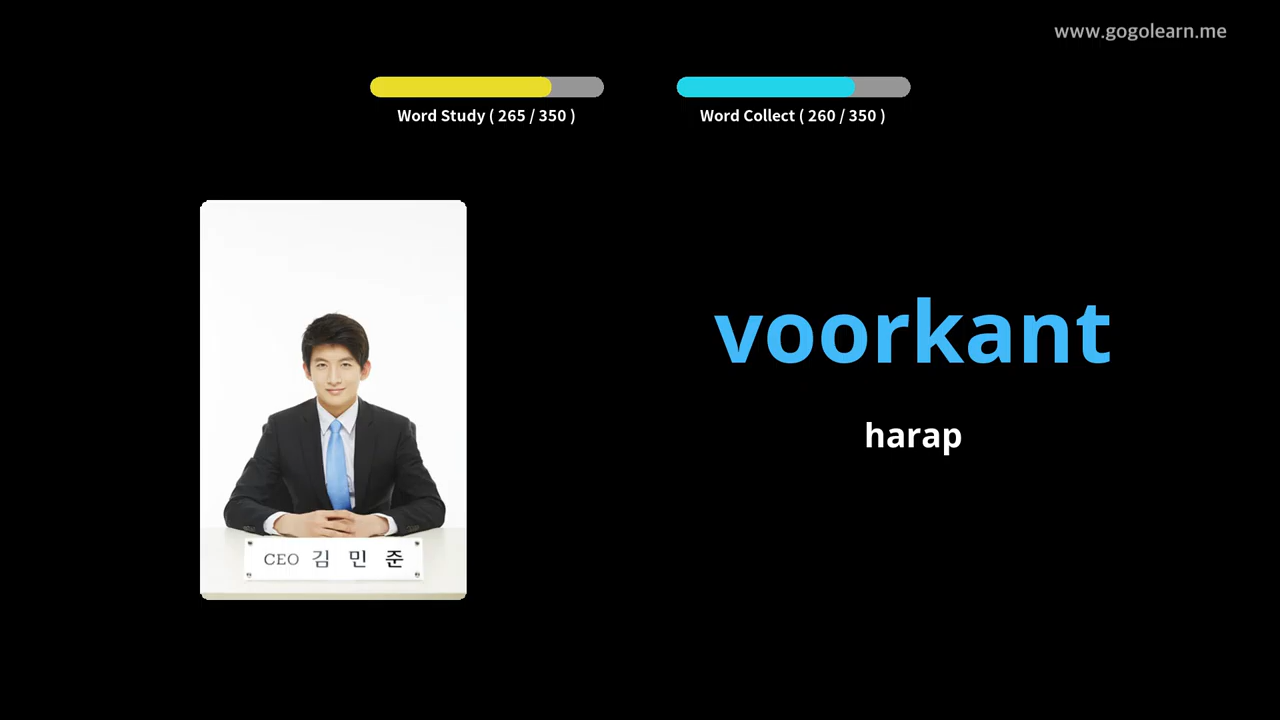 www.gogolearn.me
Word Study ( 265 / 350 )
Word Collect ( 260 / 350 )
voorkant
harap
CEO 김 민 준